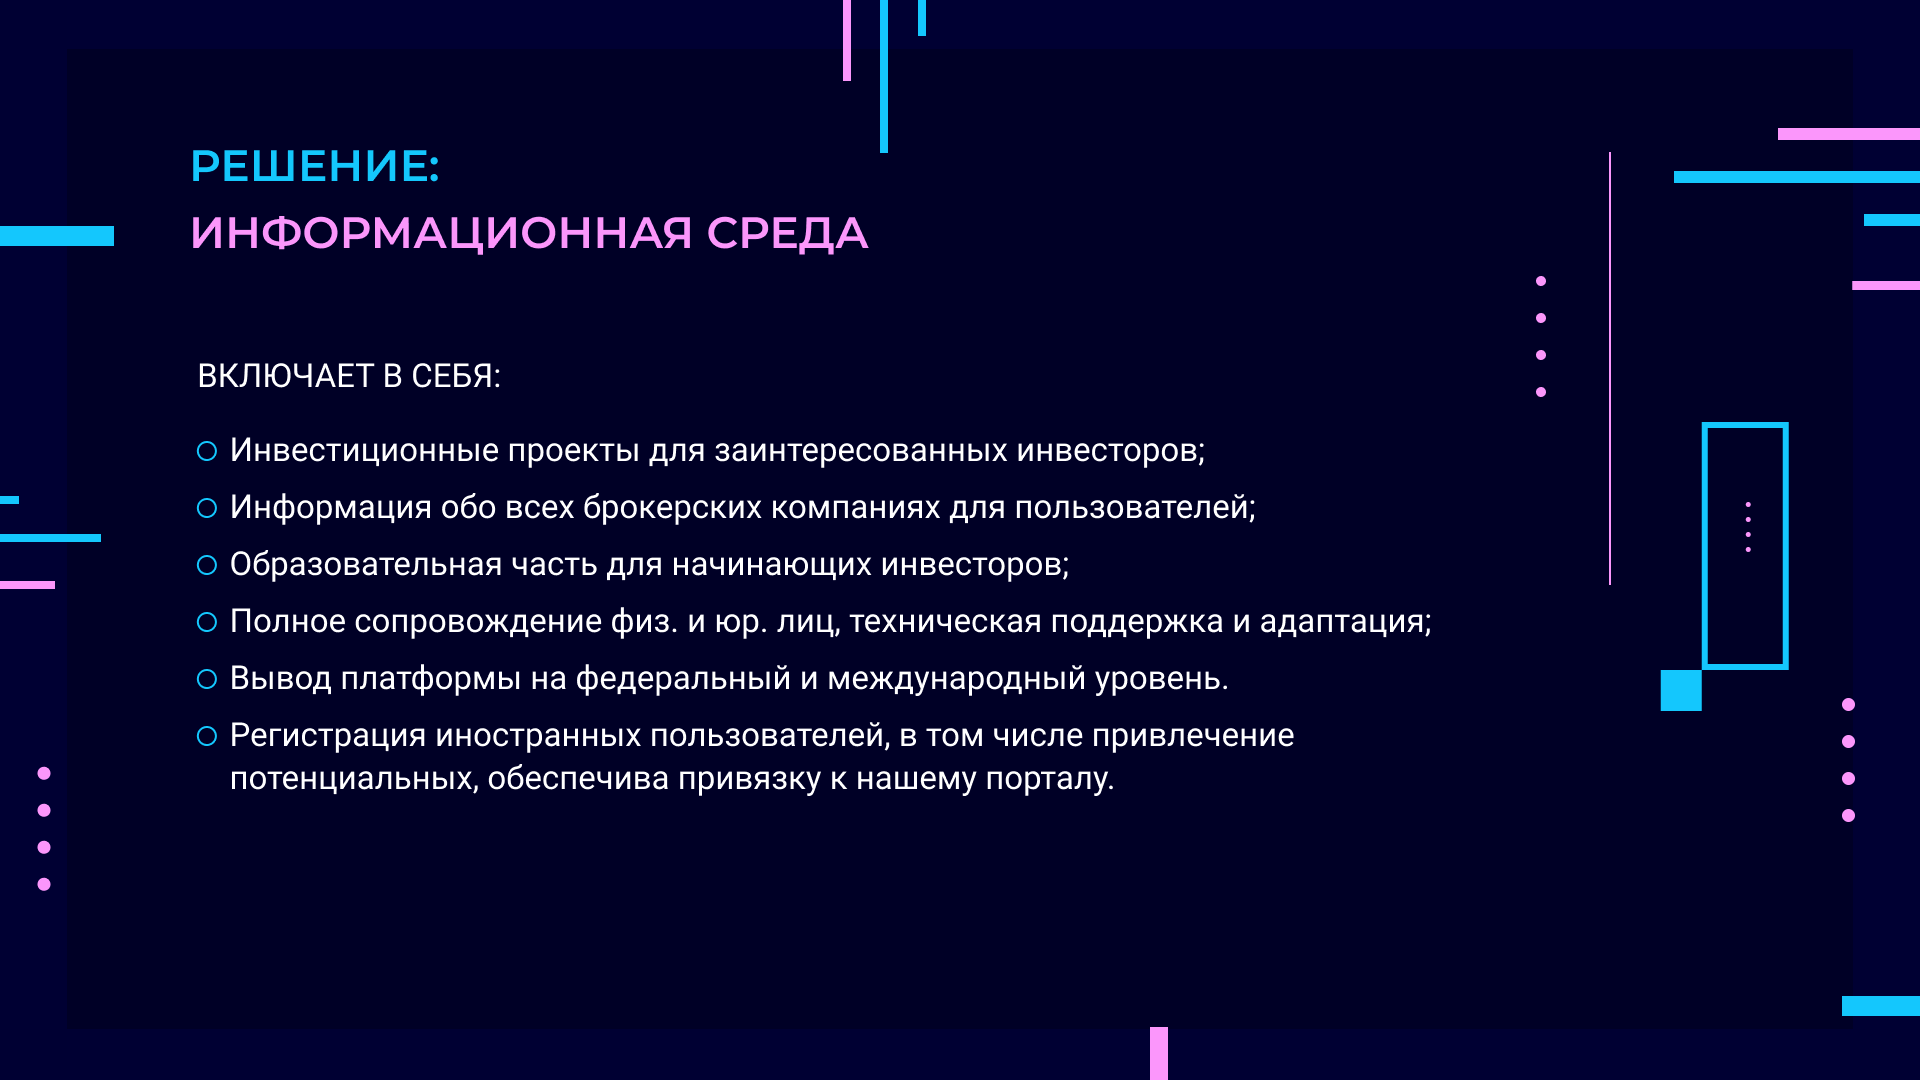 РЕШЕНИЕ:
ИНФОРМАЦИОННАЯ СРЕДА
ВКЛЮЧАЕТ В СЕБЯ:
Инвестиционные проекты для заинтересованных инвесторов;
Информация обо всех брокерских компаниях для пользователей;
Образовательная часть для начинающих инвесторов;
Полное сопровождение физ. и юр. лиц, техническая поддержка и адаптация;
Вывод платформы на федеральный и международный уровень.
Регистрация иностранных пользователей, в том числе привлечение
потенциальных, обеспечива привязку к нашему порталу.